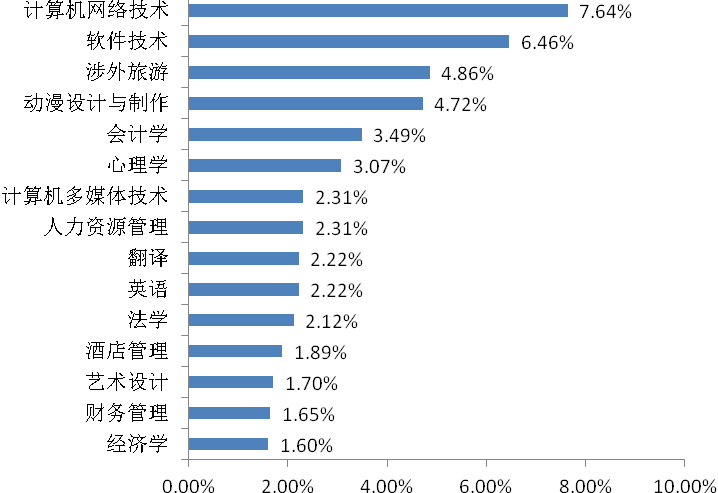 计算机网络技术 7.64%
软件技术 6.46%
涉外旅游 4.86%
动漫设计与制作 4.72%
会计学 3.49%
心理学 3.07%
计算机多媒体技术 2.31%
人力资源管理 2.31%
翻译 2.22%
英语 2.22%
法学 2.12%
酒店管理 1.89%
艺术设计 1.70%
财务管理 1.65%
经济学 1.60%
0.00% 2.00% 4.00% 6.00% 8.00% 10.00%